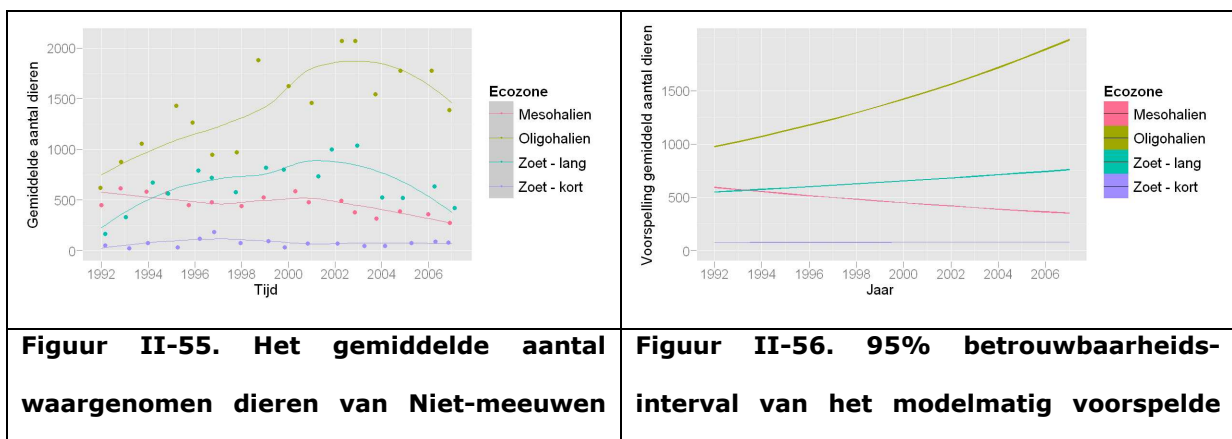 Gemiddelde aantal dieren
2000
1500
1000
500
0
1992 1994 1996 1998 2000 2002 2004 2006
Tijd
Ecozone
Mesohalien
Oligohalien
Zoet - lang
Zoet - kort
Voorspelling gemiddeld aantal dieren
1500
1000
500
0
1992 1994 1996 1998 2000 2002 2004 2006
Jaar
Ecozone
Mesohalien
Oligohalien
Zoet - lang
Zoet - kort
Figuur II-55. Het gemiddelde aantal
waargenomen dieren van Niet-meeuwen
Figuur II-56. 95% betrouwbaarheids-
interval van het modelmatig voorspelde